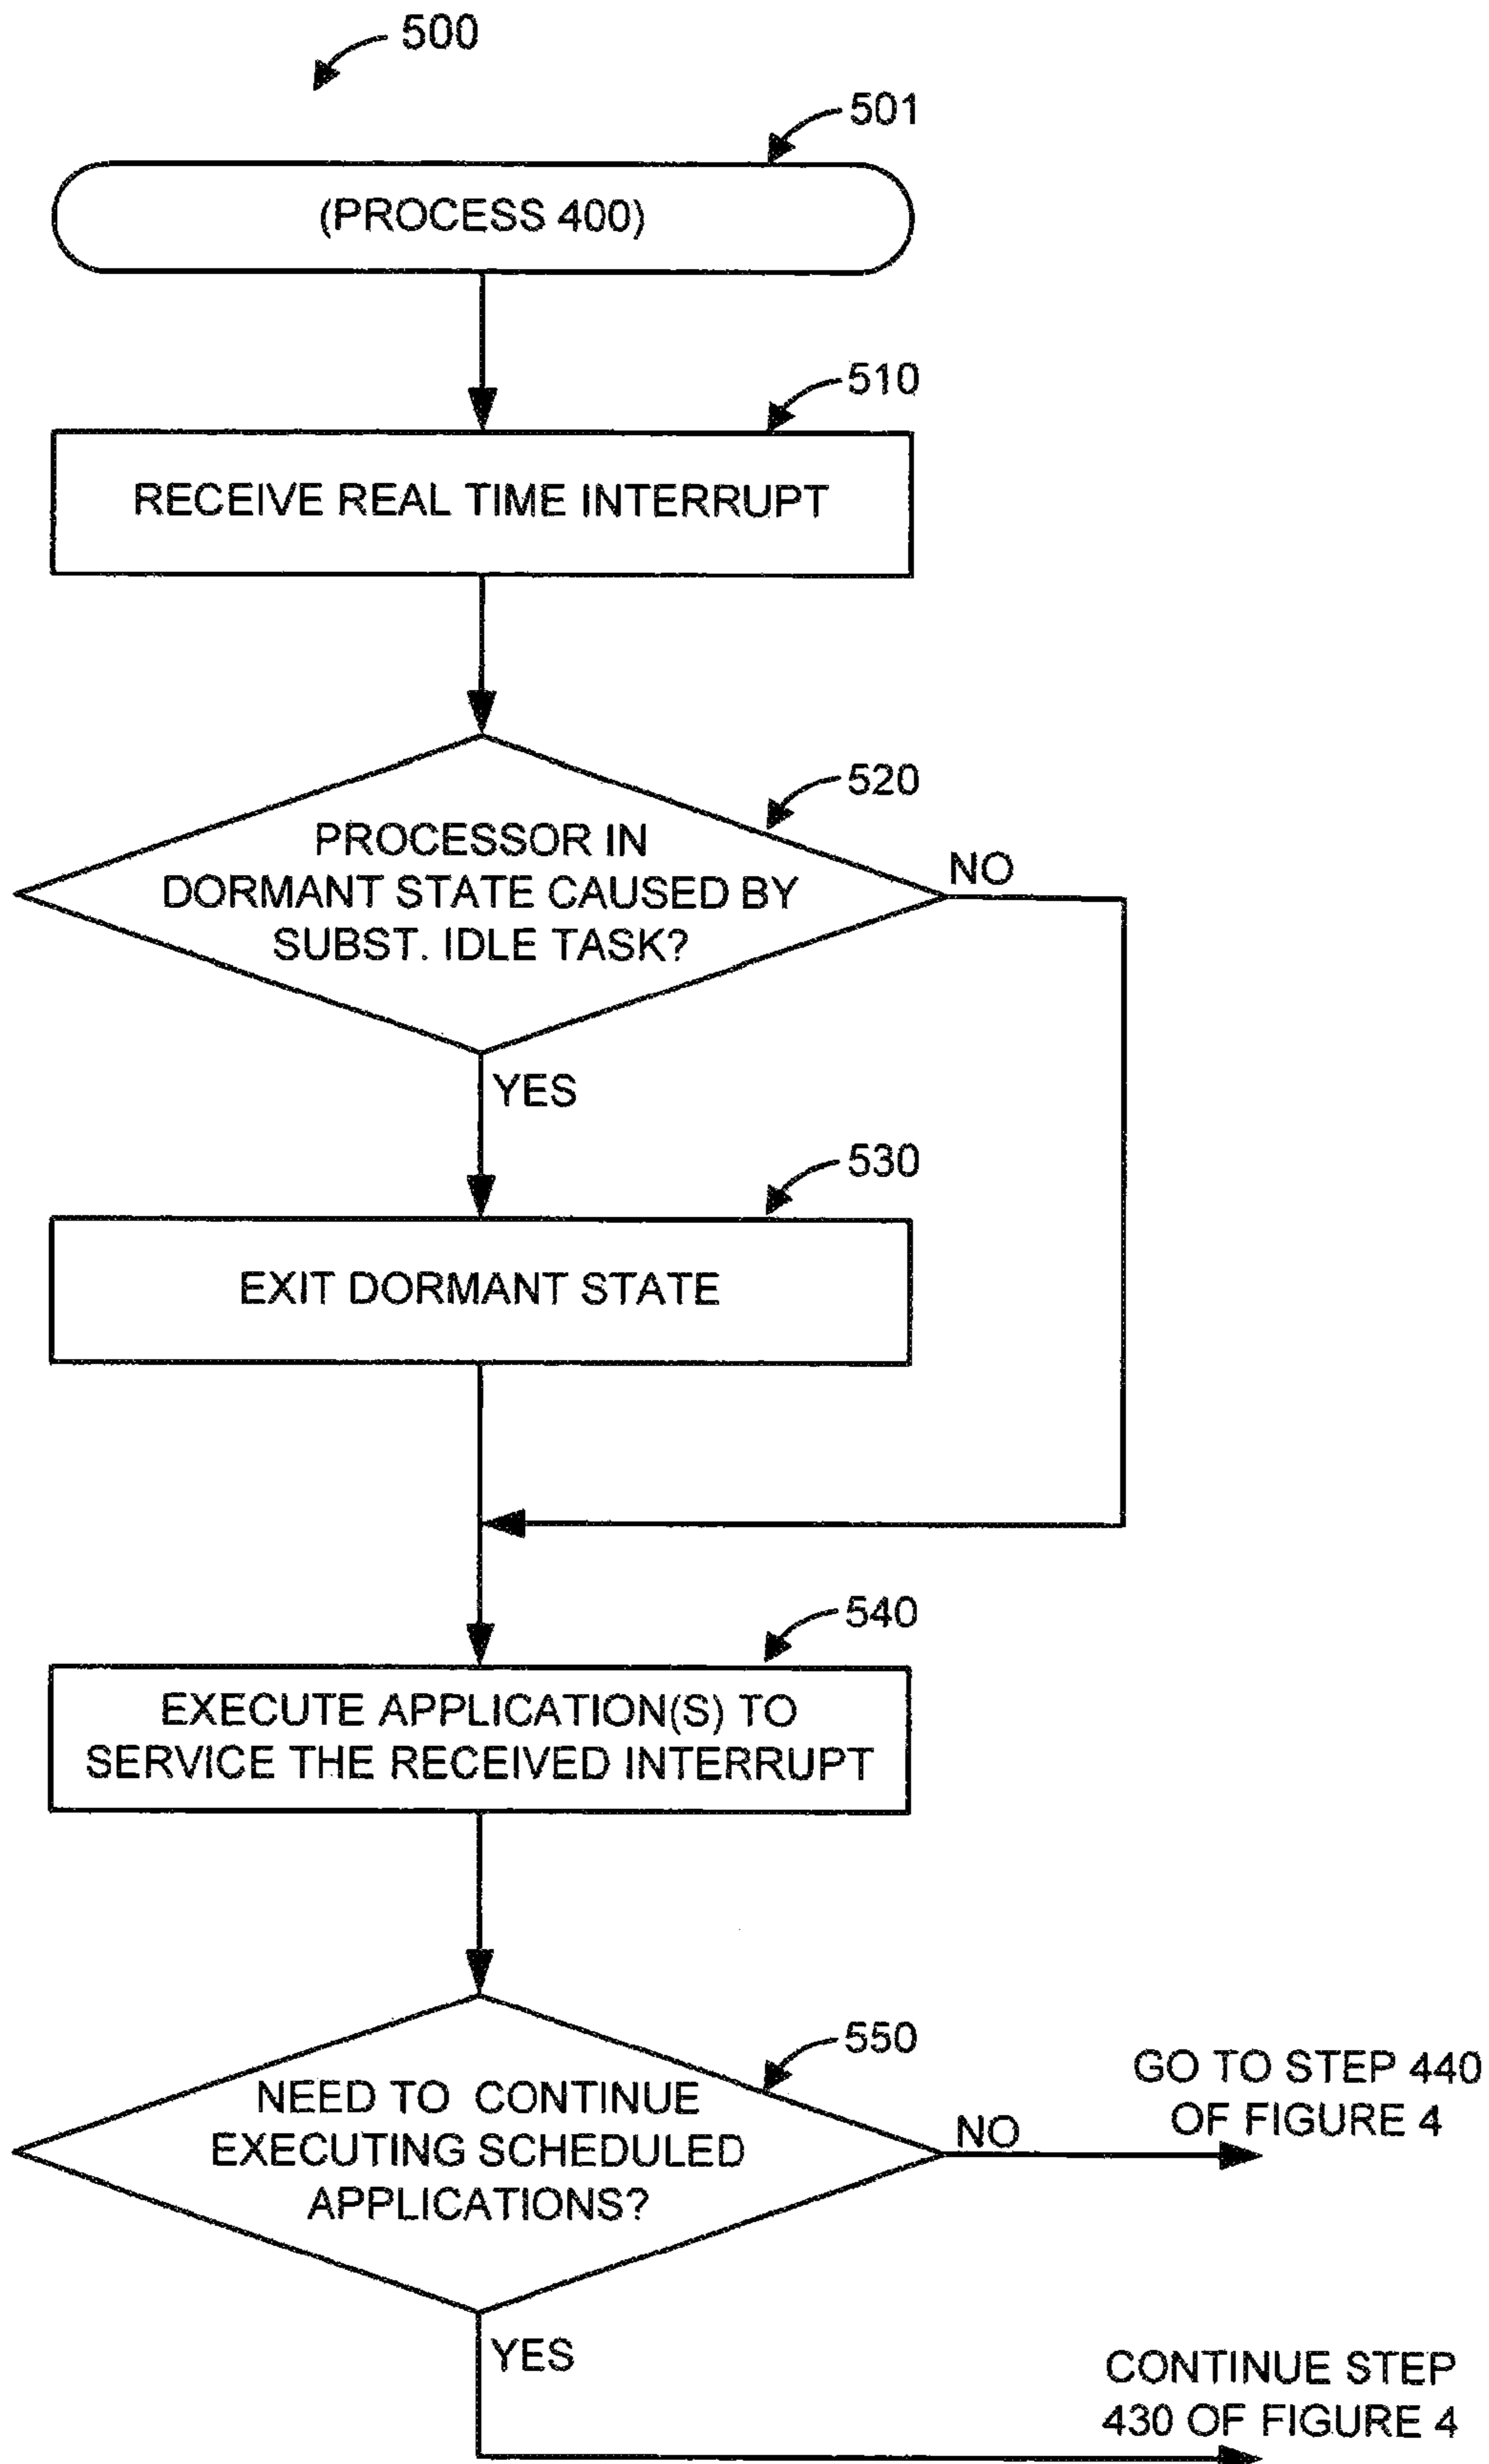 500
501
(PROCESS 400)
510
RECEIVE REAL TIME INTERRUPT
520
PROCESSOR IN
DORMANT STATE CAUSED BY
SUBST. IDLE TASK?
NO
YES
530
EXIT DORMANT STATE
540
EXECUTE APPLICATION(S) TO
SERVICE THE RECEIVED INTERRUPT
550
NEED TO CONTINUE
EXECUTING SCHEDULED
APPLICATIONS?
NO
GO TO STEP 440
OF FIGURE 4
YES
CONTINUE STEP
430 OF FIGURE 4